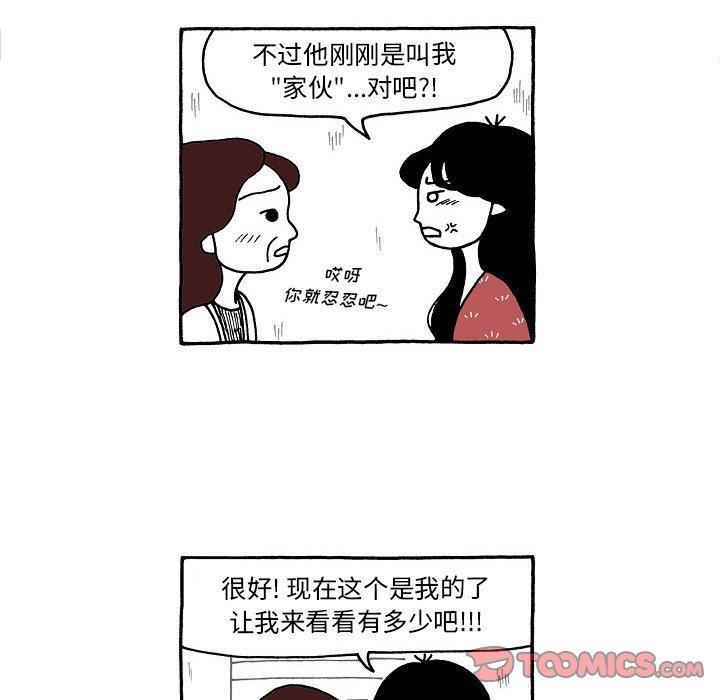 不过他刚刚是叫我
"家伙"...对吧?!
哎呀
你就忍忍吧~
很好! 现在这个是我的了
让我来看看有多少吧!!!
TOOMICS.COM